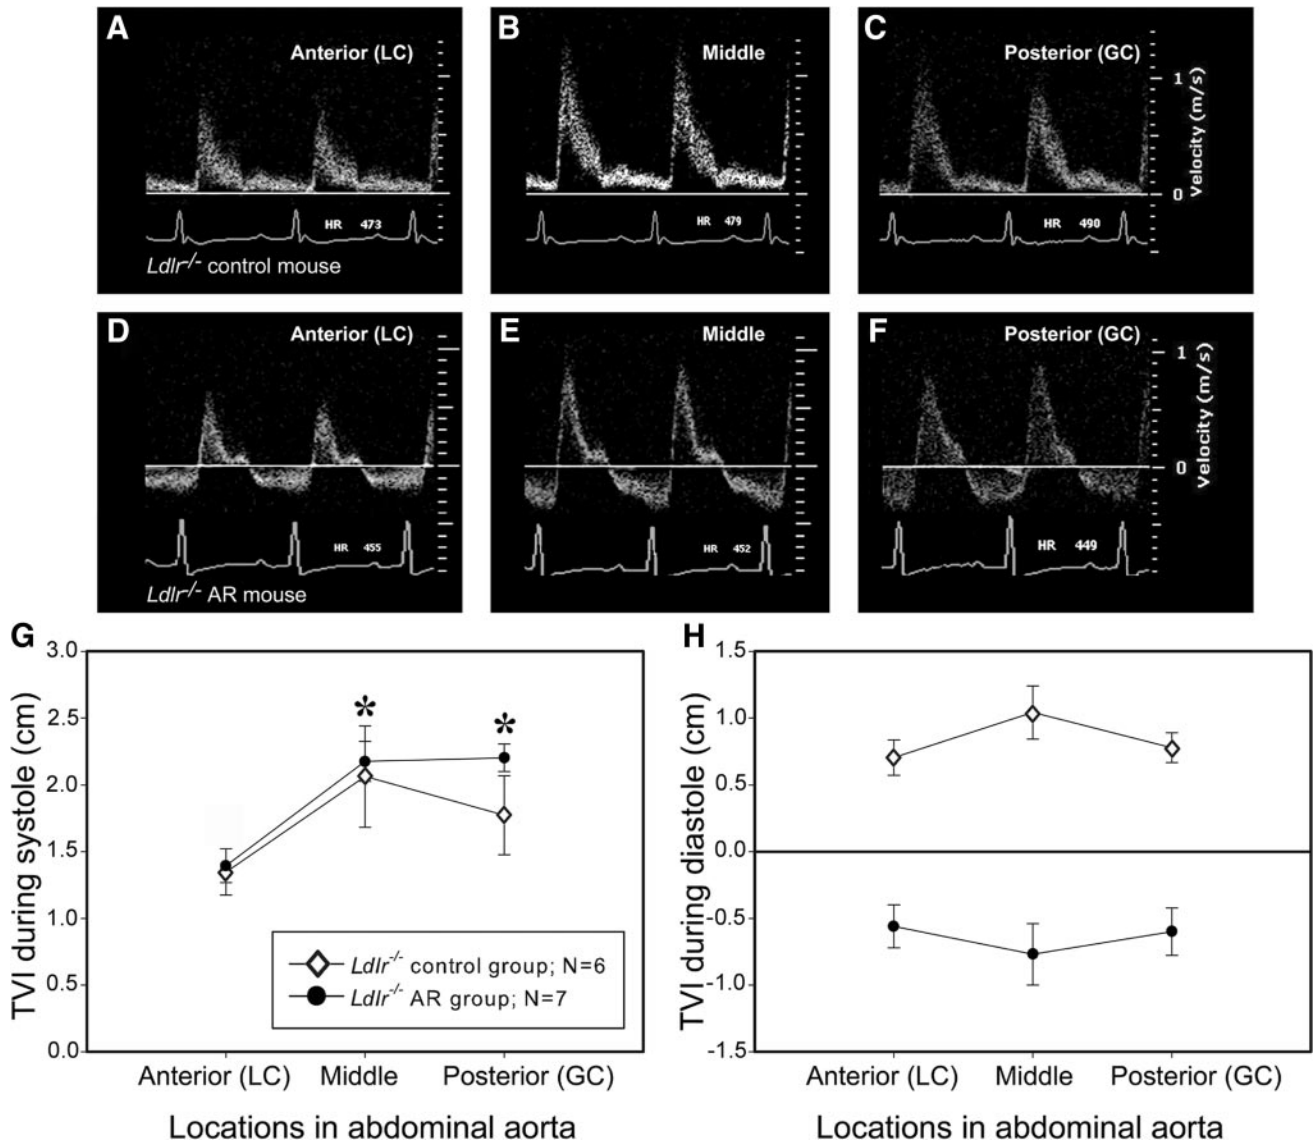 A
Anterior (LC)
HR 473
Ldlr-/- control mouse
B
Middle
HR 479
C
Posterior (GC)
HR 490
1
0
Velocity (m/s)
D
Anterior (LC)
HR 455
Ldlr-/- AR mouse
E
Middle
HR 452
F
Posterior (GC)
HR 449
1
0
Velocity (m/s)
G
TVI during systole (cm)
3.0
2.5
2.0
1.5
1.0
0.5
0.0
*
*
Ldlr-/- control group; N=6
Ldlr-/- AR group; N=7
Anterior (LC) Middle Posterior (GC)
Locations in abdominal aorta
H
TVI during diastole (cm)
1.5
1.0
0.5
0.0
-0.5
-1.0
-1.5
Anterior (LC) Middle Posterior (GC)
Locations in abdominal aorta